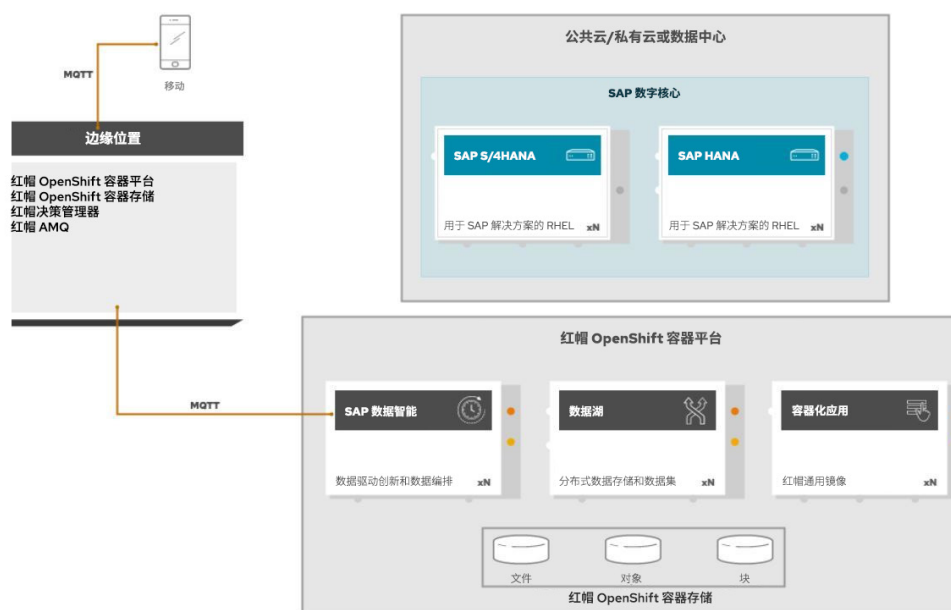 公共云/私有云或数据中心
MQTT
移动
SAP 数字核心
边缘位置
SAP S/4HANA
SAP HANA
红帽 OpenShift 容器平台
红帽 OpenShift 容器存储
红帽决策管理器
红帽 AMQ
用于 SAP 解决方案的 RHEL
xN
用于 SAP 解决方案的 RHEL
xN
红帽 OpenShift 容器平台
MQTT
SAP 数据智能
数据湖
容器化应用
数据驱动创新和数据编排
xN
分布式数据存储和数据集
xN
红帽通用镜像
xN
文件
对象
块
红帽 OpenShift 容器存储